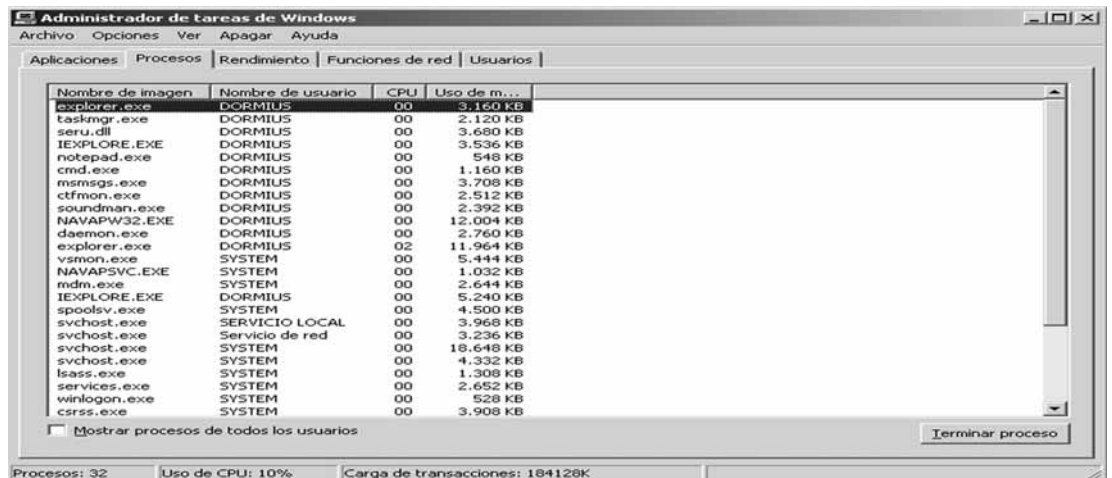 Administrador de tareas de Windows
Archivo Opciones Ver Apagar Ayuda
Aplicaciones Procesos Rendimiento Funciones de red Usuarios
Nombre de imagen Nombre de usuario CPU Uso de m...
explorer.exe DORMIUS 00 3.160 KB
taskmgr.exe DORMIUS 00 2.120 KB
seru.dll DORMIUS 00 3.680 KB
IEXPLORE.EXE DORMIUS 00 3.536 KB
notepad.exe DORMIUS 00 548 KB
cmd.exe DORMIUS 00 1.160 KB
msmsgs.exe DORMIUS 00 3.708 KB
ctfmon.exe DORMIUS 00 2.512 KB
soundman.exe DORMIUS 00 2.392 KB
NAVAPW32.EXE DORMIUS 00 12.004 KB
daemon.exe DORMIUS 00 2.760 KB
explorer.exe DORMIUS 02 11.964 KB
vsmon.exe SYSTEM 00 5.444 KB
NAVAPSVC.EXE SYSTEM 00 1.032 KB
mdm.exe SYSTEM 00 2.644 KB
IEXPLORE.EXE DORMIUS 00 5.240 KB
spoolsv.exe SYSTEM 00 4.500 KB
svchost.exe SERVICIO LOCAL 00 3.968 KB
svchost.exe Servicio de red 00 3.236 KB
svchost.exe SYSTEM 00 18.648 KB
svchost.exe SYSTEM 00 4.332 KB
lsass.exe SYSTEM 00 1.308 KB
services.exe SYSTEM 00 2.652 KB
winlogon.exe SYSTEM 00 528 KB
csrss.exe SYSTEM 00 3.908 KB
Mostrar procesos de todos los usuarios Terminar proceso
Procesos: 32 Uso de CPU: 10% Carga de transacciones: 184128K